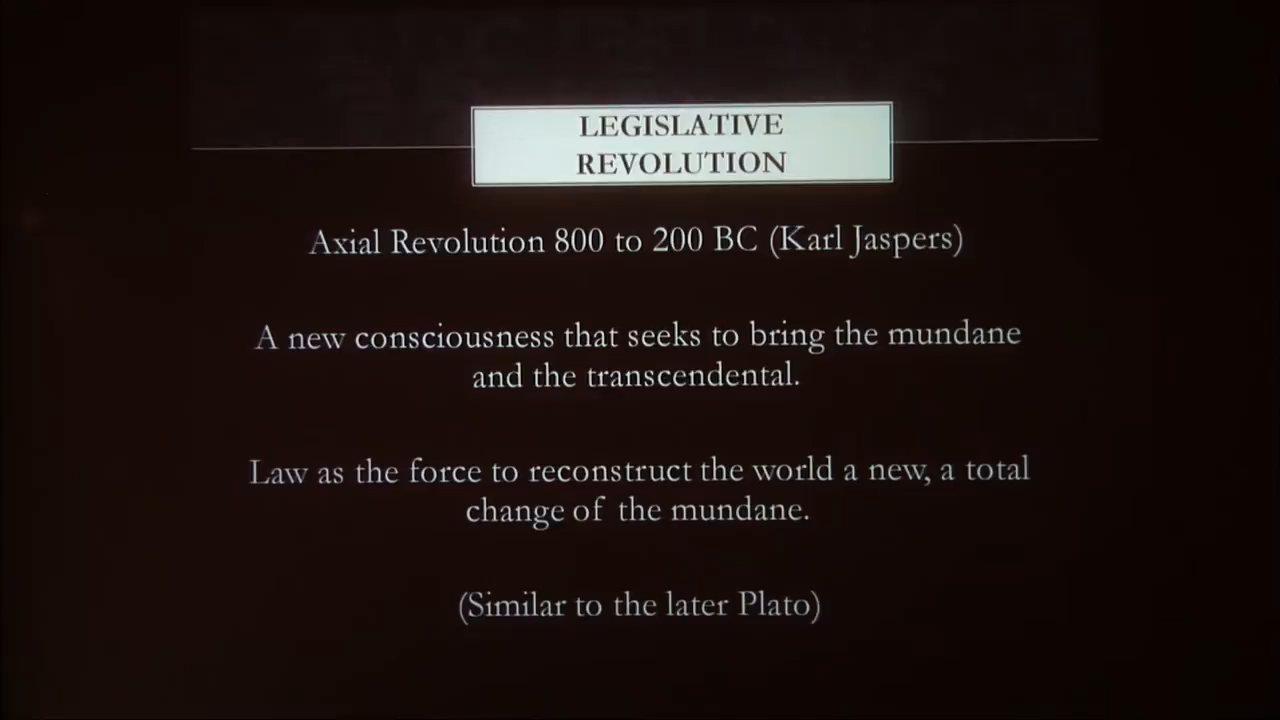 LEGISLATIVE
REVOLUTION
Axial Revolution 800 to 200 BC (Karl Jaspers)
A new consciousness that seeks to bring the mundane
and the transcendental.
Law as the force to reconstruct the world a new, a total
change of the mundane.
(Similar to the later Plato)